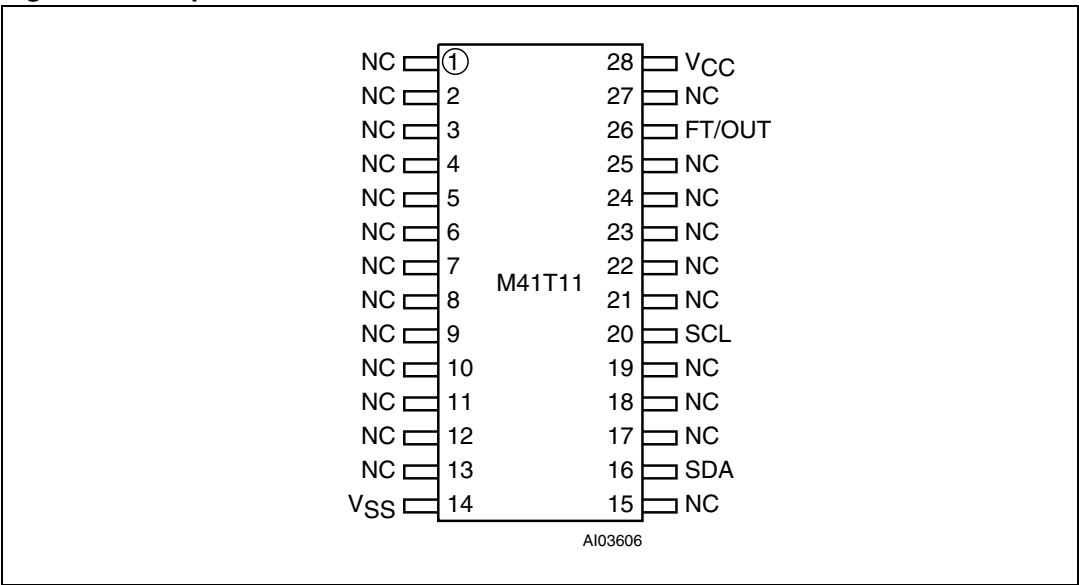 NC 1 28 VCC
NC 2 27 NC
NC 3 26 FT/OUT
NC 4 25 NC
NC 5 24 NC
NC 6 23 NC
NC 7 22 NC
M41T11
NC 8 21 NC
NC 9 20 SCL
NC 10 19 NC
NC 11 18 NC
NC 12 17 NC
NC 13 16 SDA
VSS 14 15 NC
AI03606